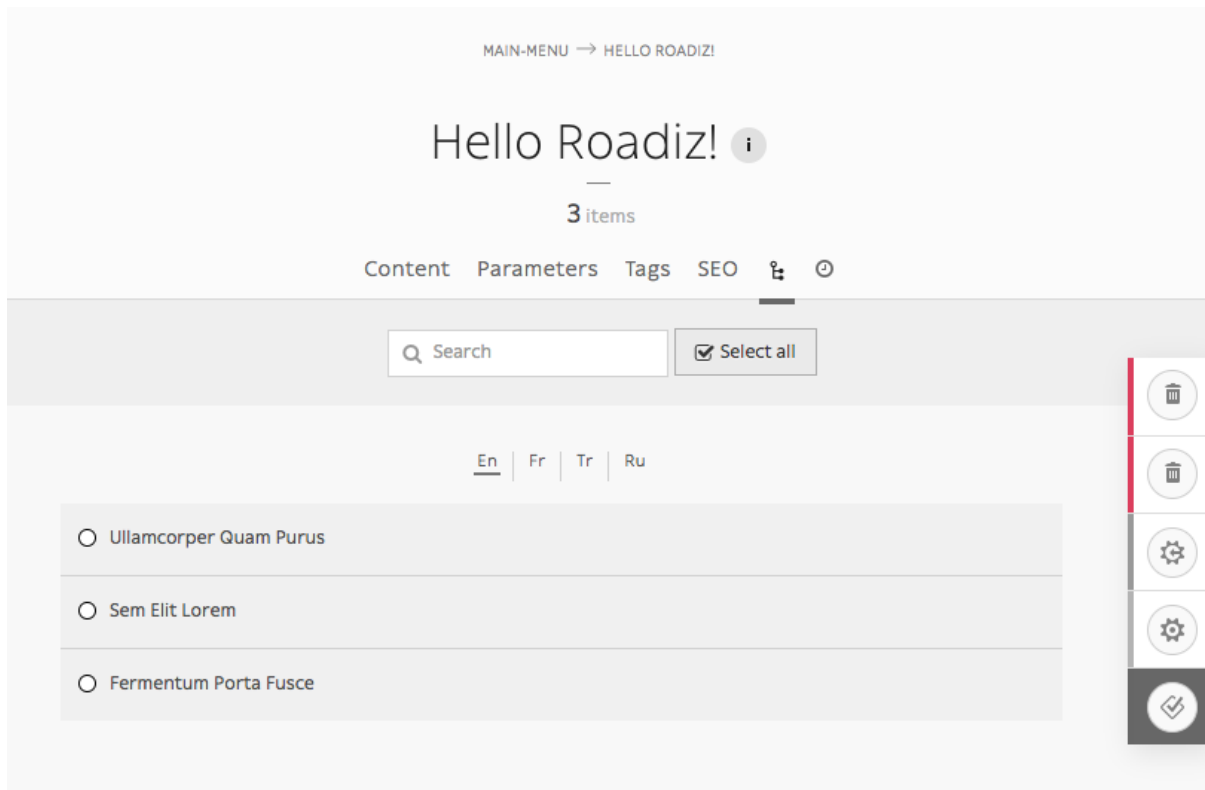 MAIN-MENU → HELLO ROADIZ!
Hello Roadiz! i
3 items
Content Parameters Tags SEO
Search Select all
En Fr Tr Ru
Ullamcorper Quam Purus
Sem Elit Lorem
Fermentum Porta Fusce